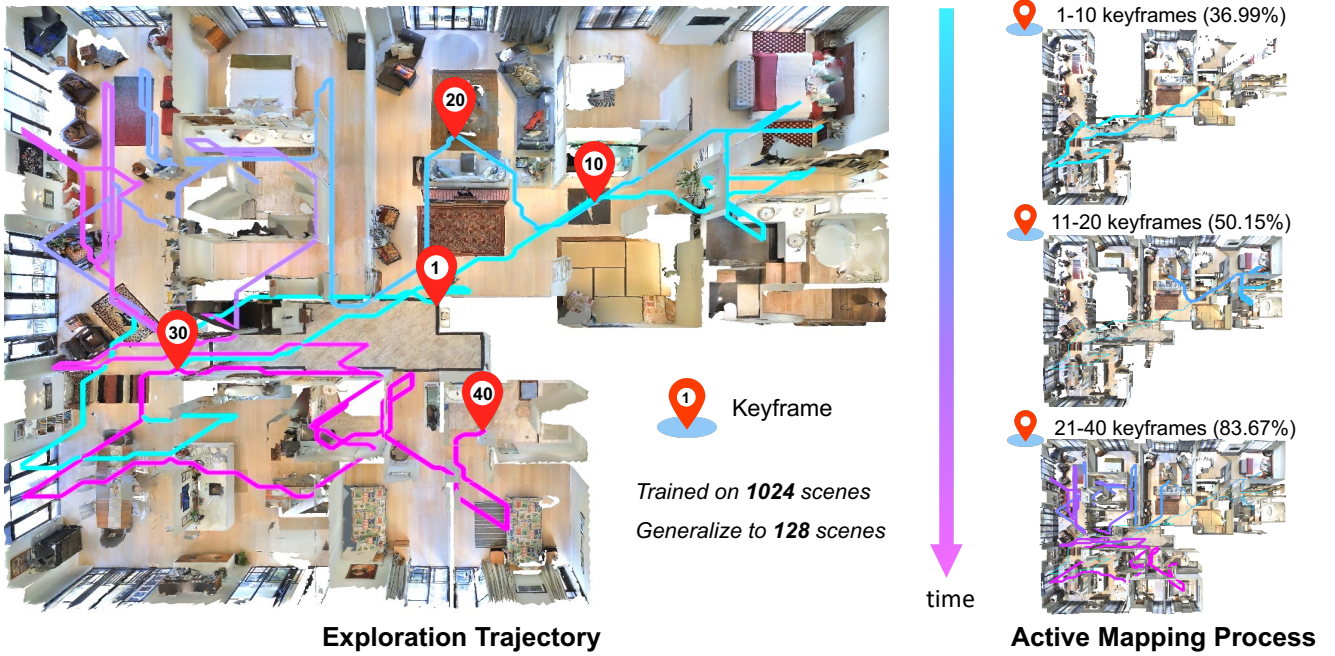 20
10
1
30
40
1
Keyframe
Trained on 1024 scenes
Generalize to 128 scenes
Exploration Trajectory
time
1-10 keyframes (36.99%)
11-20 keyframes (50.15%)
21-40 keyframes (83.67%)
Active Mapping Process